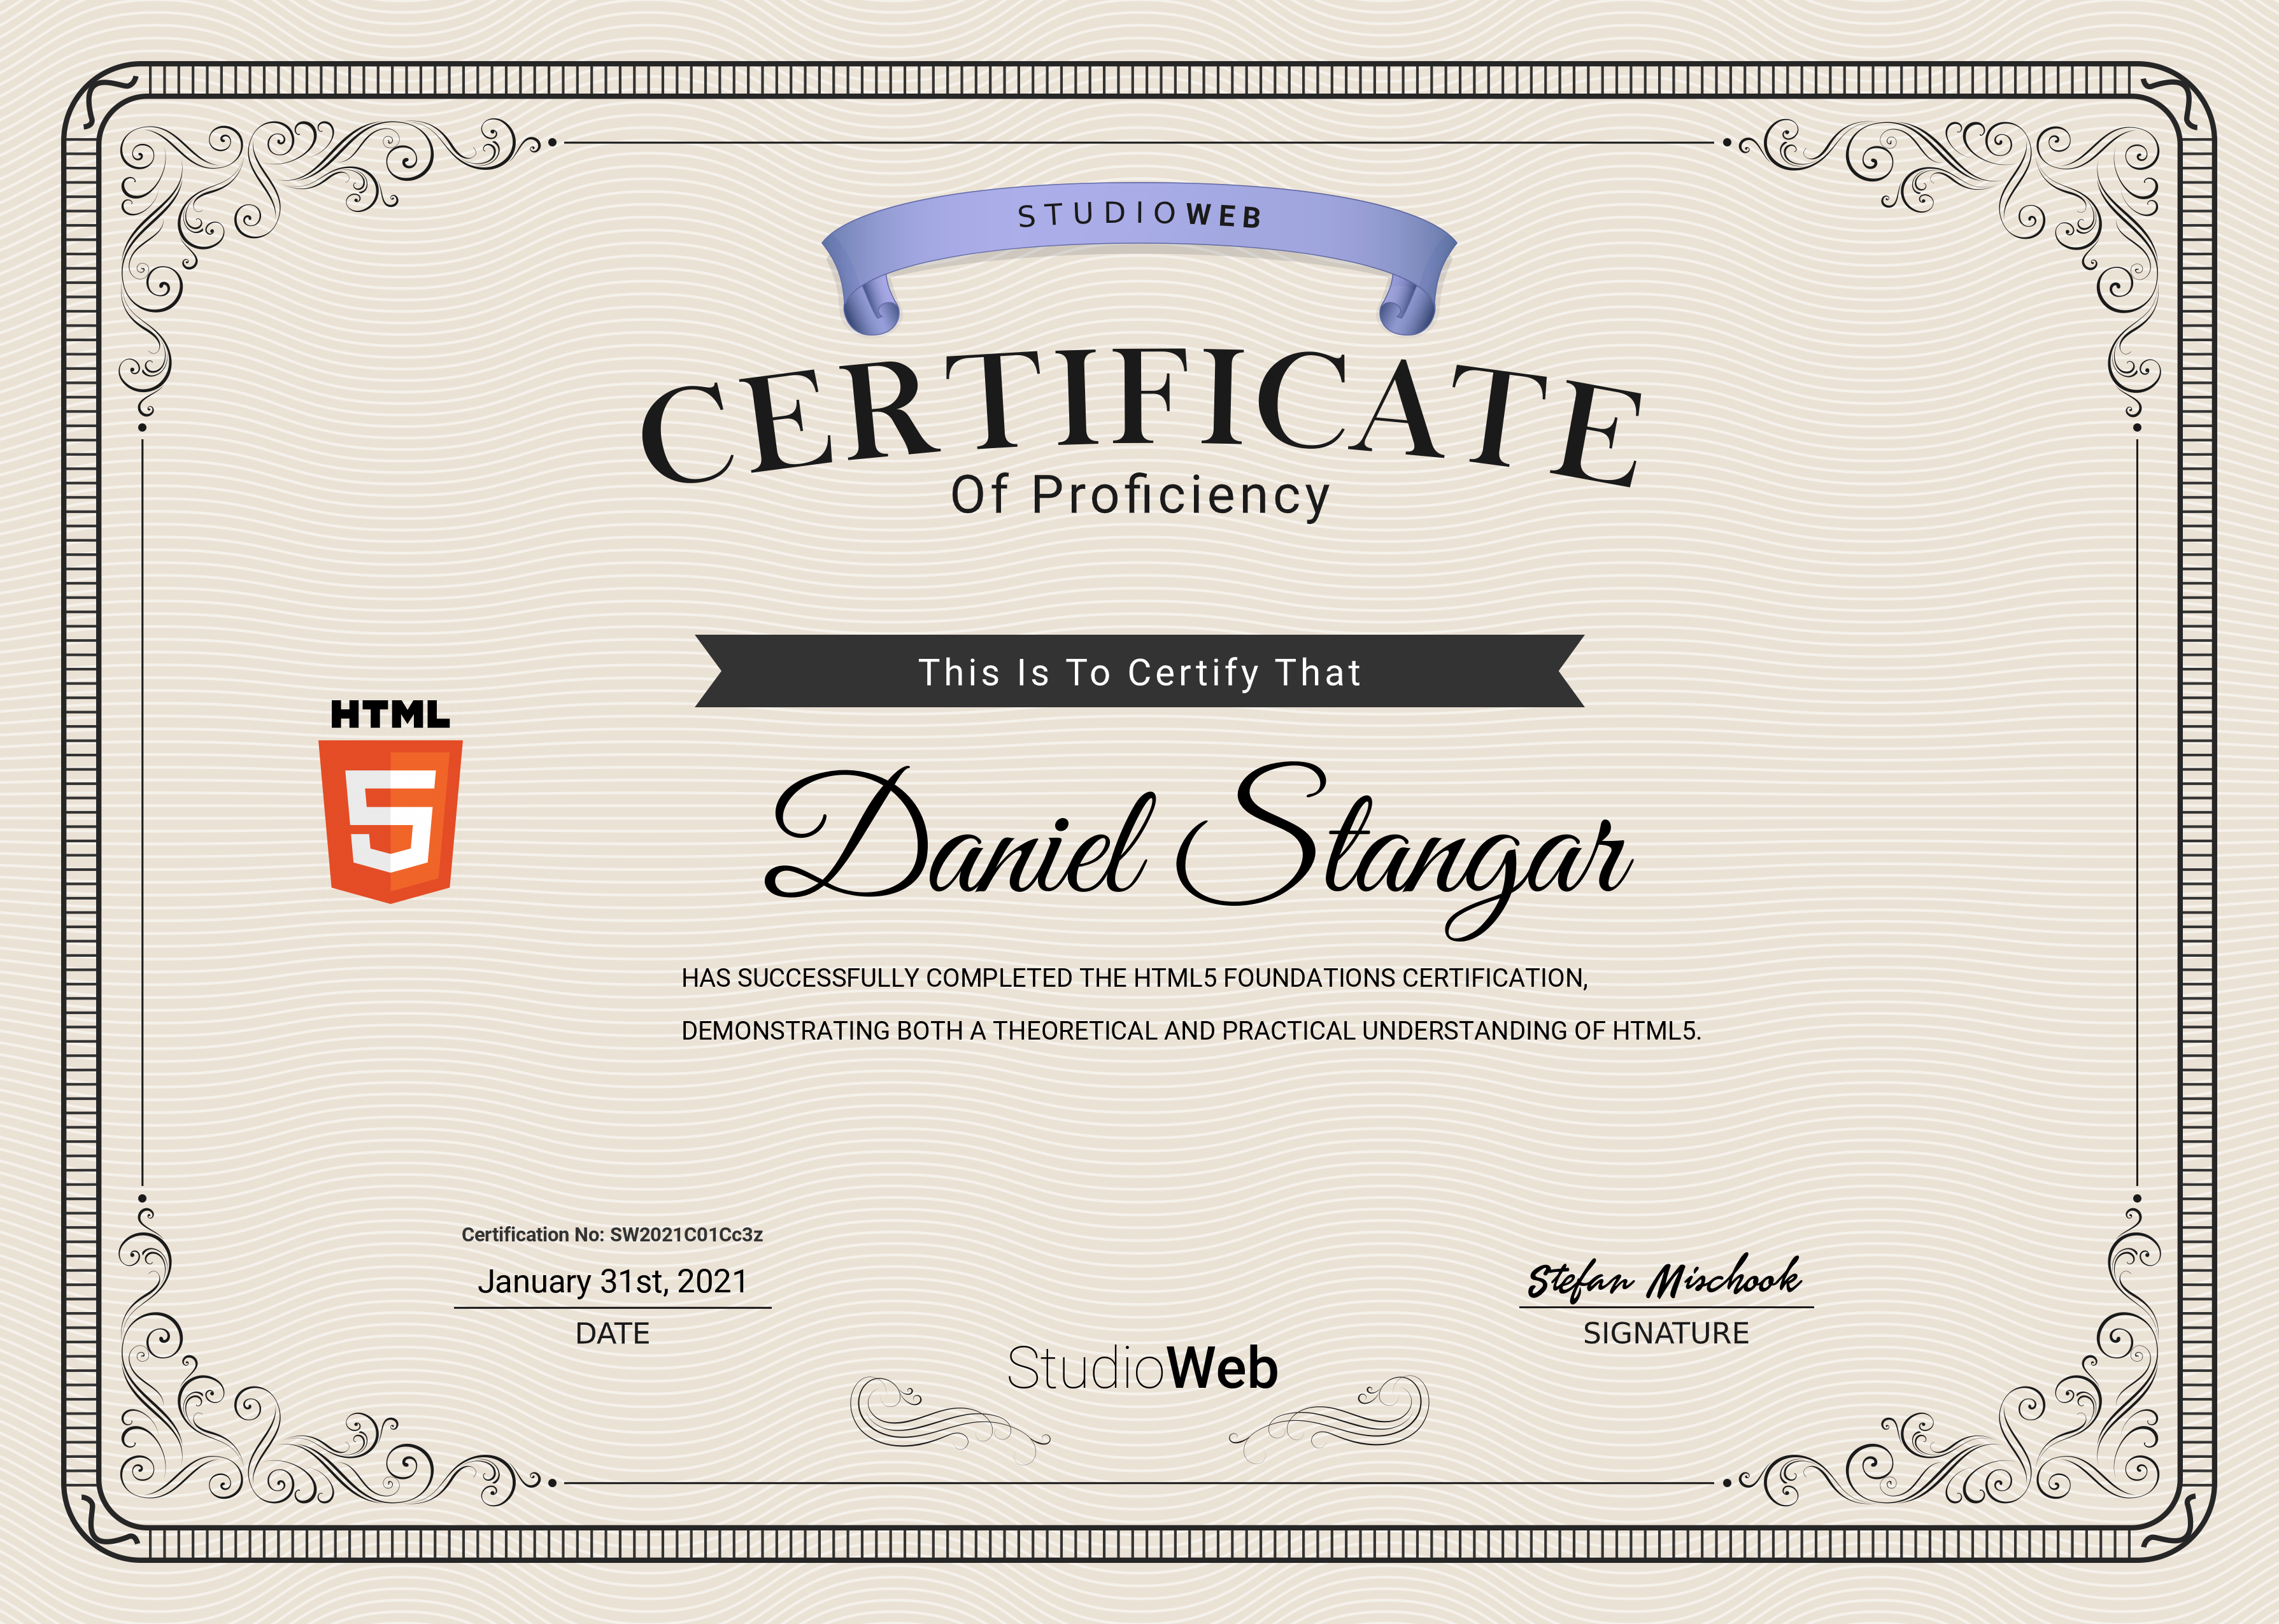 STUDIOWEB
CERTIFICATE
Of Proficiency
This Is To Certify That
HTML
5
Daniel Stangar
HAS SUCCESSFULLY COMPLETED THE HTML5 FOUNDATIONS CERTIFICATION,
DEMONSTRATING BOTH A THEORETICAL AND PRACTICAL UNDERSTANDING OF HTML5.
Certification No: SW2021C01Cc3z
January 31st, 2021
DATE
Stefan Mischook
SIGNATURE
StudioWeb